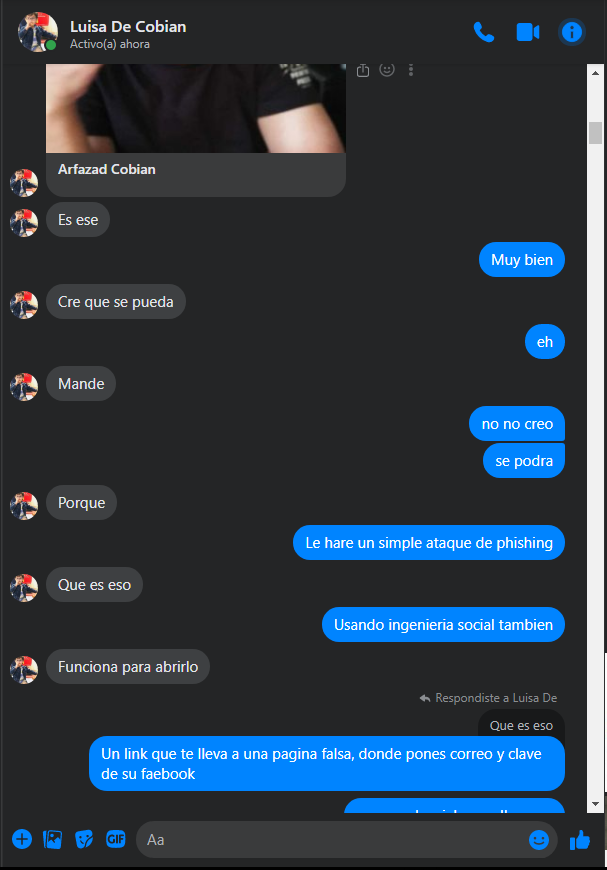 Luisa De Cobian
Activo(a) ahora
Arfazad Cobian
Es ese
Muy bien
Cre que se pueda
eh
Mande
no no creo
se podra
Porque
Le hare un simple ataque de phishing
Que es eso
Usando ingenieria social tambien
Funciona para abrirlo
Respondiste a Luisa De
Que es eso
Un link que te lleva a una pagina falsa, donde pones correo y clave
de su faebook
GIF
Aa